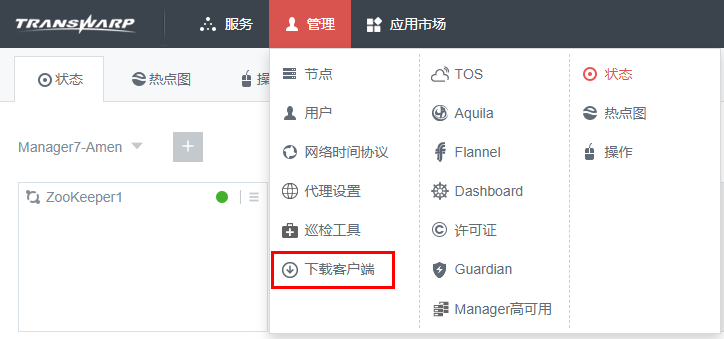 TRANSWARP
服务
管理
应用市场
状态
热点图
操
Manager7-Amen
ZooKeeper1
节点
用户
网络时间协议
代理设置
巡检工具
下载客户端
TOS
Aquila
Flannel
Dashboard
许可证
Guardian
Manager高可用
状态
热点图
操作